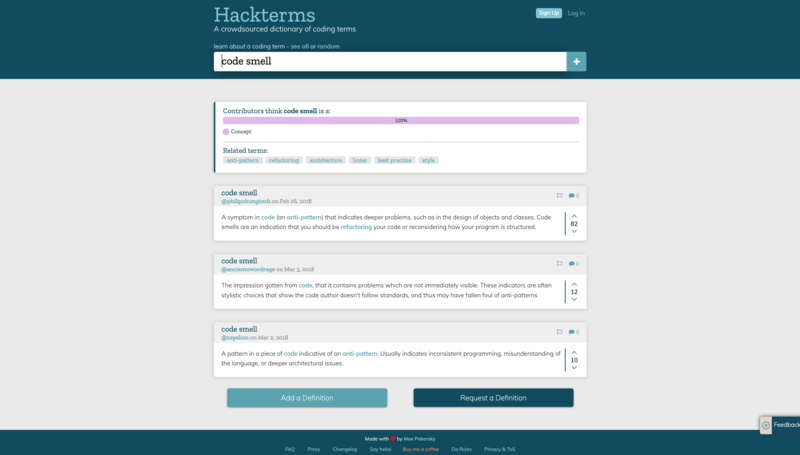 Hackterms
Sign Up Log In
A crowdsourced dictionary of coding terms
learn about a coding term - see all or random
code smell
+
Contributors think code smell is a:
100%
Concept
Related terms:
anti-pattern refactoring architecture linter best practice style
code smell
@philipchungtech on Feb 26, 2018
0
A symptom in code (an anti-pattern) that indicates deeper problems, such as in the design of objects and classes. Code
smells are an indication that you should be refactoring your code or reconsidering how your program is structured.
82
code smell
@ancientswordrage on Mar 3, 2018
0
The impression gotten from code, that it contains problems which are not immediately visible. These indicators are often
stylistic choices that show the code author doesn't follow standards, and thus may have fallen foul of anti-patterns
12
code smell
@nayelion on Mar 2, 2018
0
A pattern in a piece of code indicative of an anti-pattern. Usually indicates inconsistent programming, misunderstanding of
the language, or deeper architectural issues.
10
Add a Definition Request a Definition
Feedback
Made with ❤ by Max Pekarsky
FAQ Press Changelog Say hello! Buy me a coffee Da Rules Privacy & ToS